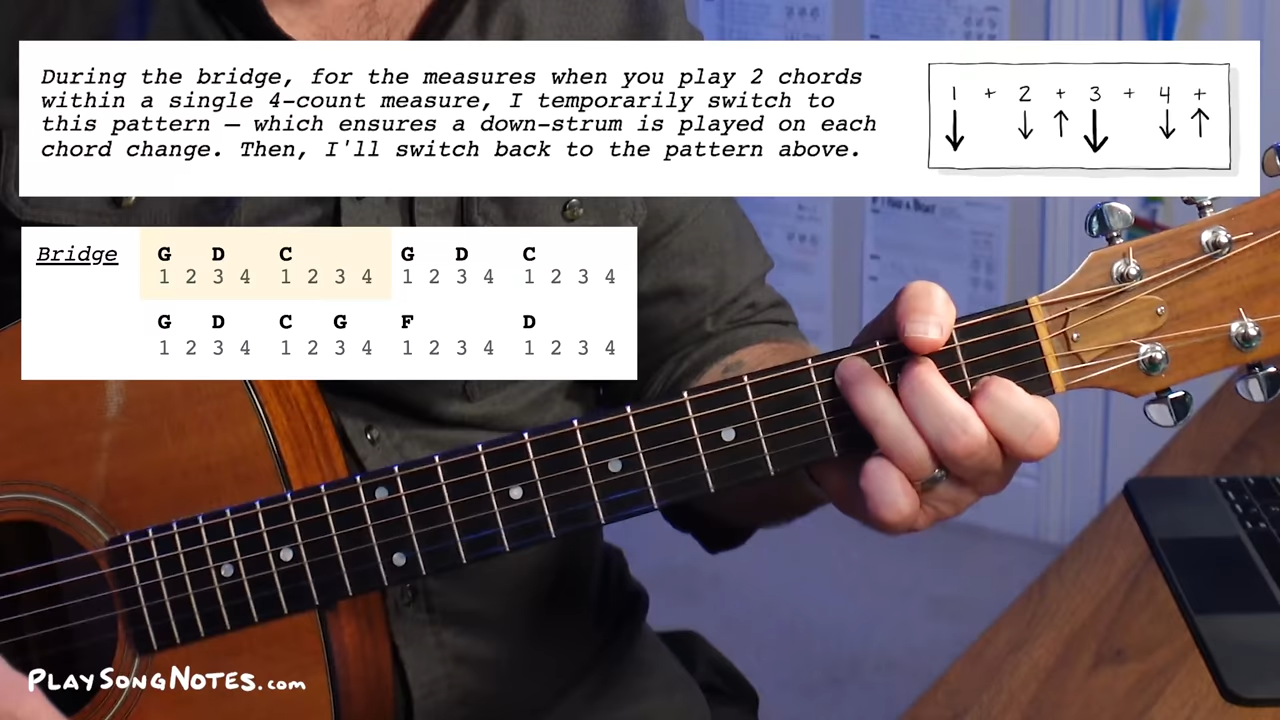 During the bridge, for the measures when you play 2 chords
within a single 4-count measure, I temporarily switch to
this pattern — which ensures a down-strum is played on each
chord change. Then, I'll switch back to the pattern above.
1 + 2 + 3 + 4 +
↓ ↓ ↑ ↓ ↓ ↑
Bridge G D C G D C
1 2 3 4 1 2 3 4 1 2 3 4 1 2 3 4
G D C G F D
1 2 3 4 1 2 3 4 1 2 3 4 1 2 3 4
PLAYSONGNOTES.com